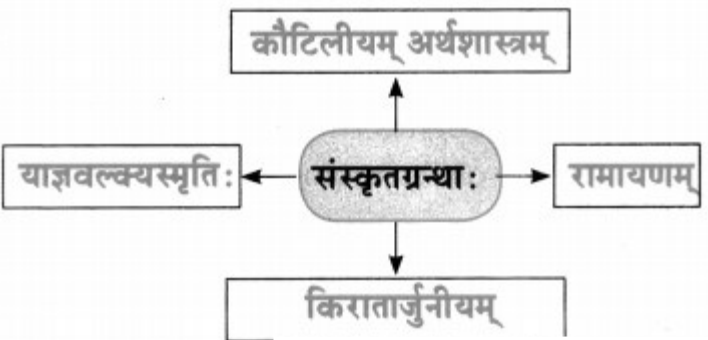 कौटिलीयम् अर्थशास्त्रम्
याज्ञवल्क्यस्मृतिः
संस्कृतग्रन्थाः
रामायणम्
किरातार्जुनीयम्